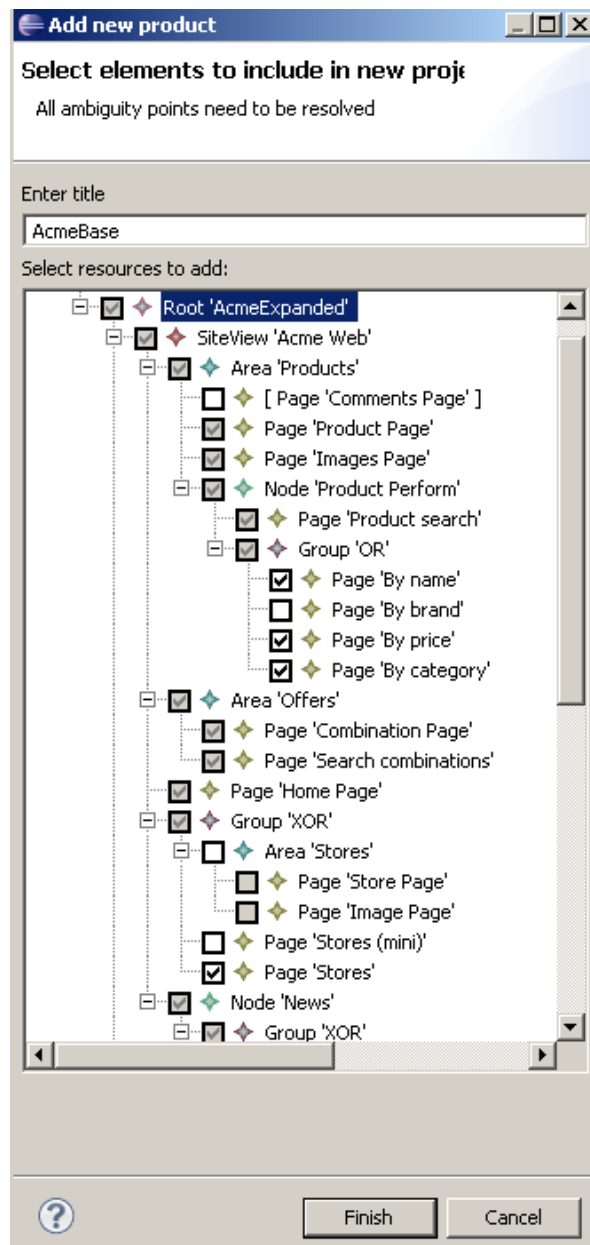 Add new product
Select elements to include in new proje
All ambiguity points need to be resolved
Enter title
AcmeBase
Select resources to add:
Root 'AcmeExpanded'
SiteView 'Acme Web'
Area 'Products'
[ Page 'Comments Page' ]
Page 'Product Page'
Page 'Images Page'
Node 'Product Perform'
Page 'Product search'
Group 'OR'
Page 'By name'
Page 'By brand'
Page 'By price'
Page 'By category'
Area 'Offers'
Page 'Combination Page'
Page 'Search combinations'
Page 'Home Page'
Group 'XOR'
Area 'Stores'
Page 'Store Page'
Page 'Image Page'
Page 'Stores (mini)'
Page 'Stores'
Node 'News'
Group 'XOR'
? Finish Cancel